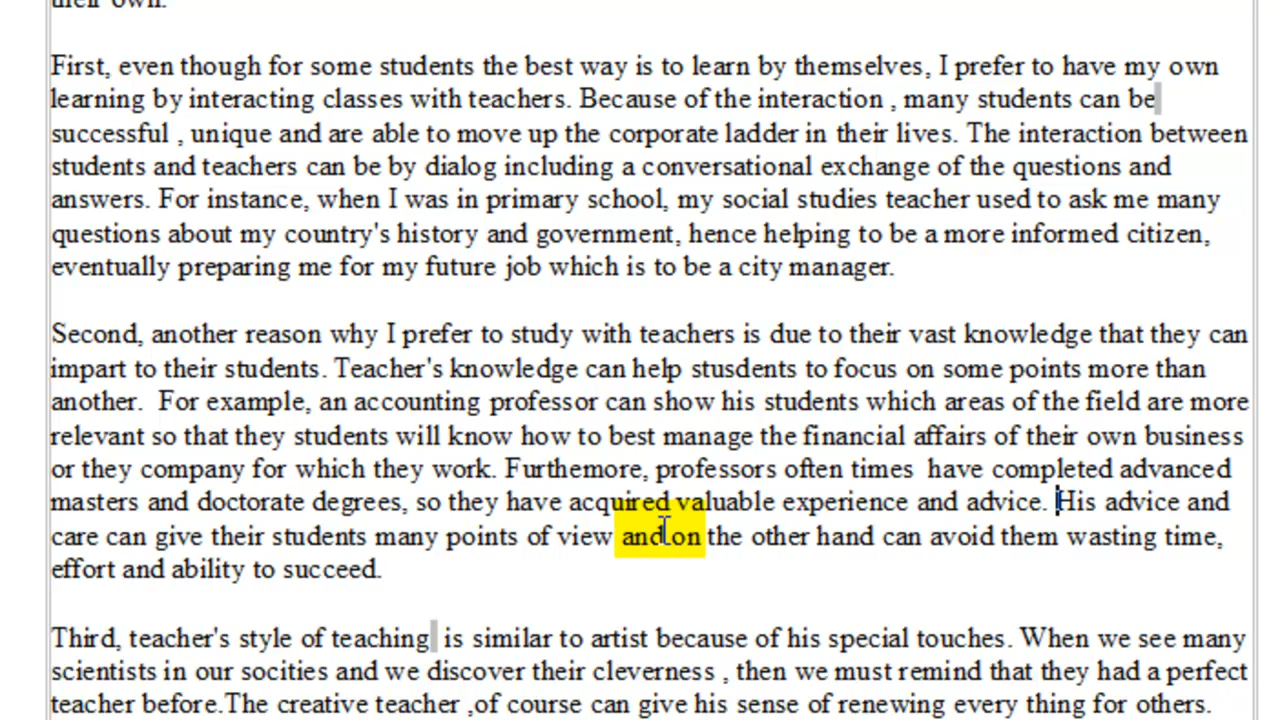 their own.
First, even though for some students the best way is to learn by themselves, I prefer to have my own
learning by interacting classes with teachers. Because of the interaction , many students can be
successful , unique and are able to move up the corporate ladder in their lives. The interaction between
students and teachers can be by dialog including a conversational exchange of the questions and
answers. For instance, when I was in primary school, my social studies teacher used to ask me many
questions about my country's history and government, hence helping to be a more informed citizen,
eventually preparing me for my future job which is to be a city manager.
Second, another reason why I prefer to study with teachers is due to their vast knowledge that they can
impart to their students. Teacher's knowledge can help stusdents to focus on some points more than
another.  For example, an accounting professor can show his students which areas of the field are more
relevant so that they students will know how to best manage the financial affairs of their own business
or they company for which they work. Furthemore, professors often times  have completed advanced
masters and doctorate degrees, so they have acquired valuable experience and advice. His advice and
care can give their students many points of view and on the other hand can avoid them wasting time,
effort and ability to succeed.
Third, teacher's style of teaching  is similar to artist because of his special touches. When we see many
scientists in our socities and we discover their cleverness , then we must remind that they had a perfect
teacher before.The creative teacher ,of course can give his sense of renewing every thing for others.